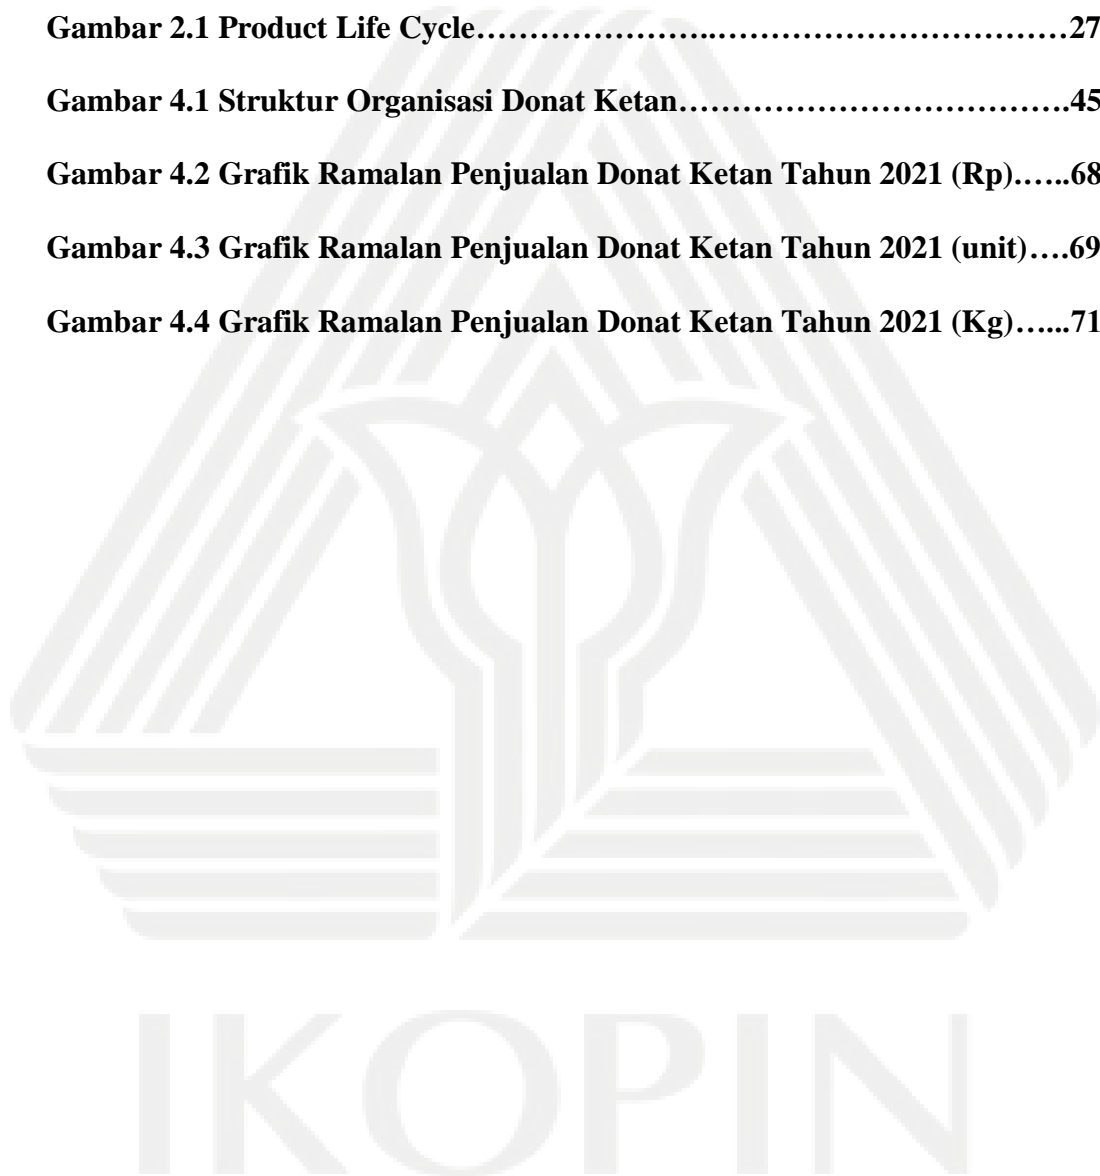 Gambar 2.1 Product Life Cycle…………………..…………………………27
Gambar 4.1 Struktur Organisasi Donat Ketan…………………………….45
Gambar 4.2 Grafik Ramalan Penjualan Donat Ketan Tahun 2021 (Rp)…...68
Gambar 4.3 Grafik Ramalan Penjualan Donat Ketan Tahun 2021 (unit)….69
Gambar 4.4 Grafik Ramalan Penjualan Donat Ketan Tahun 2021 (Kg)…...71
IKOPIN